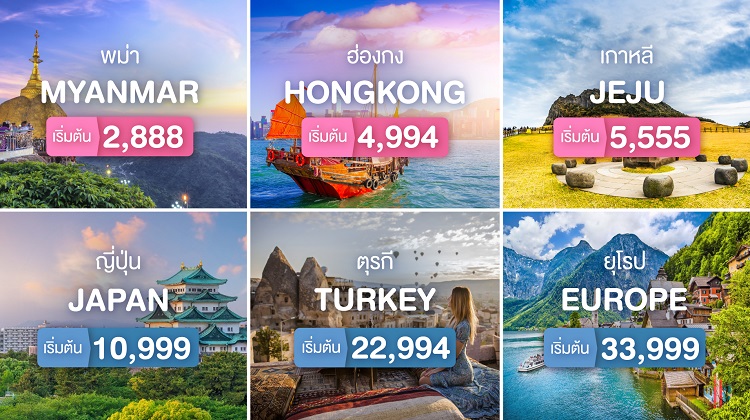 พม่า
MYANMAR
เริ่มต้น 2,888
ฮ่องกง
HONGKONG
เริ่มต้น 4,994
เกาหลี
JEJU
เริ่มต้น 5,555
ญี่ปุ่น
JAPAN
เริ่มต้น 10,999
ตุรกี
TURKEY
เริ่มต้น 22,994
ยุโรป
EUROPE
เริ่มต้น 33,999